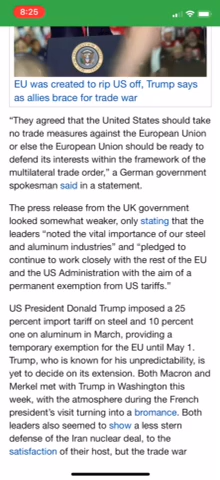 8:25
EU was created to rip US off, Trump says
as allies brace for trade war
“They agreed that the United States should take
no trade measures against the European Union
or else the European Union should be ready to
defend its interests within the framework of the
multilateral trade order,” a German government
spokesman said in a statement.
The press release from the UK government
looked somewhat weaker, only stating that the
leaders “noted the vital importance of our steel
and aluminum industries” and “pledged to
continue to work closely with the rest of the EU
and the US Administration with the aim of a
permanent exemption from US tariffs.”
US President Donald Trump imposed a 25
percent import tariff on steel and 10 percent
one on aluminum in March, providing a
temporary exemption for the EU until May 1.
Trump, who is known for his unpredictability, is
yet to decide on its extension. Both Macron and
Merkel met with Trump in Washington this
week, with the atmosphere during the French
president’s visit turning into a bromance. Both
leaders also seemed to show a less stern
defense of the Iran nuclear deal, to the
satisfaction of their host, but the trade war